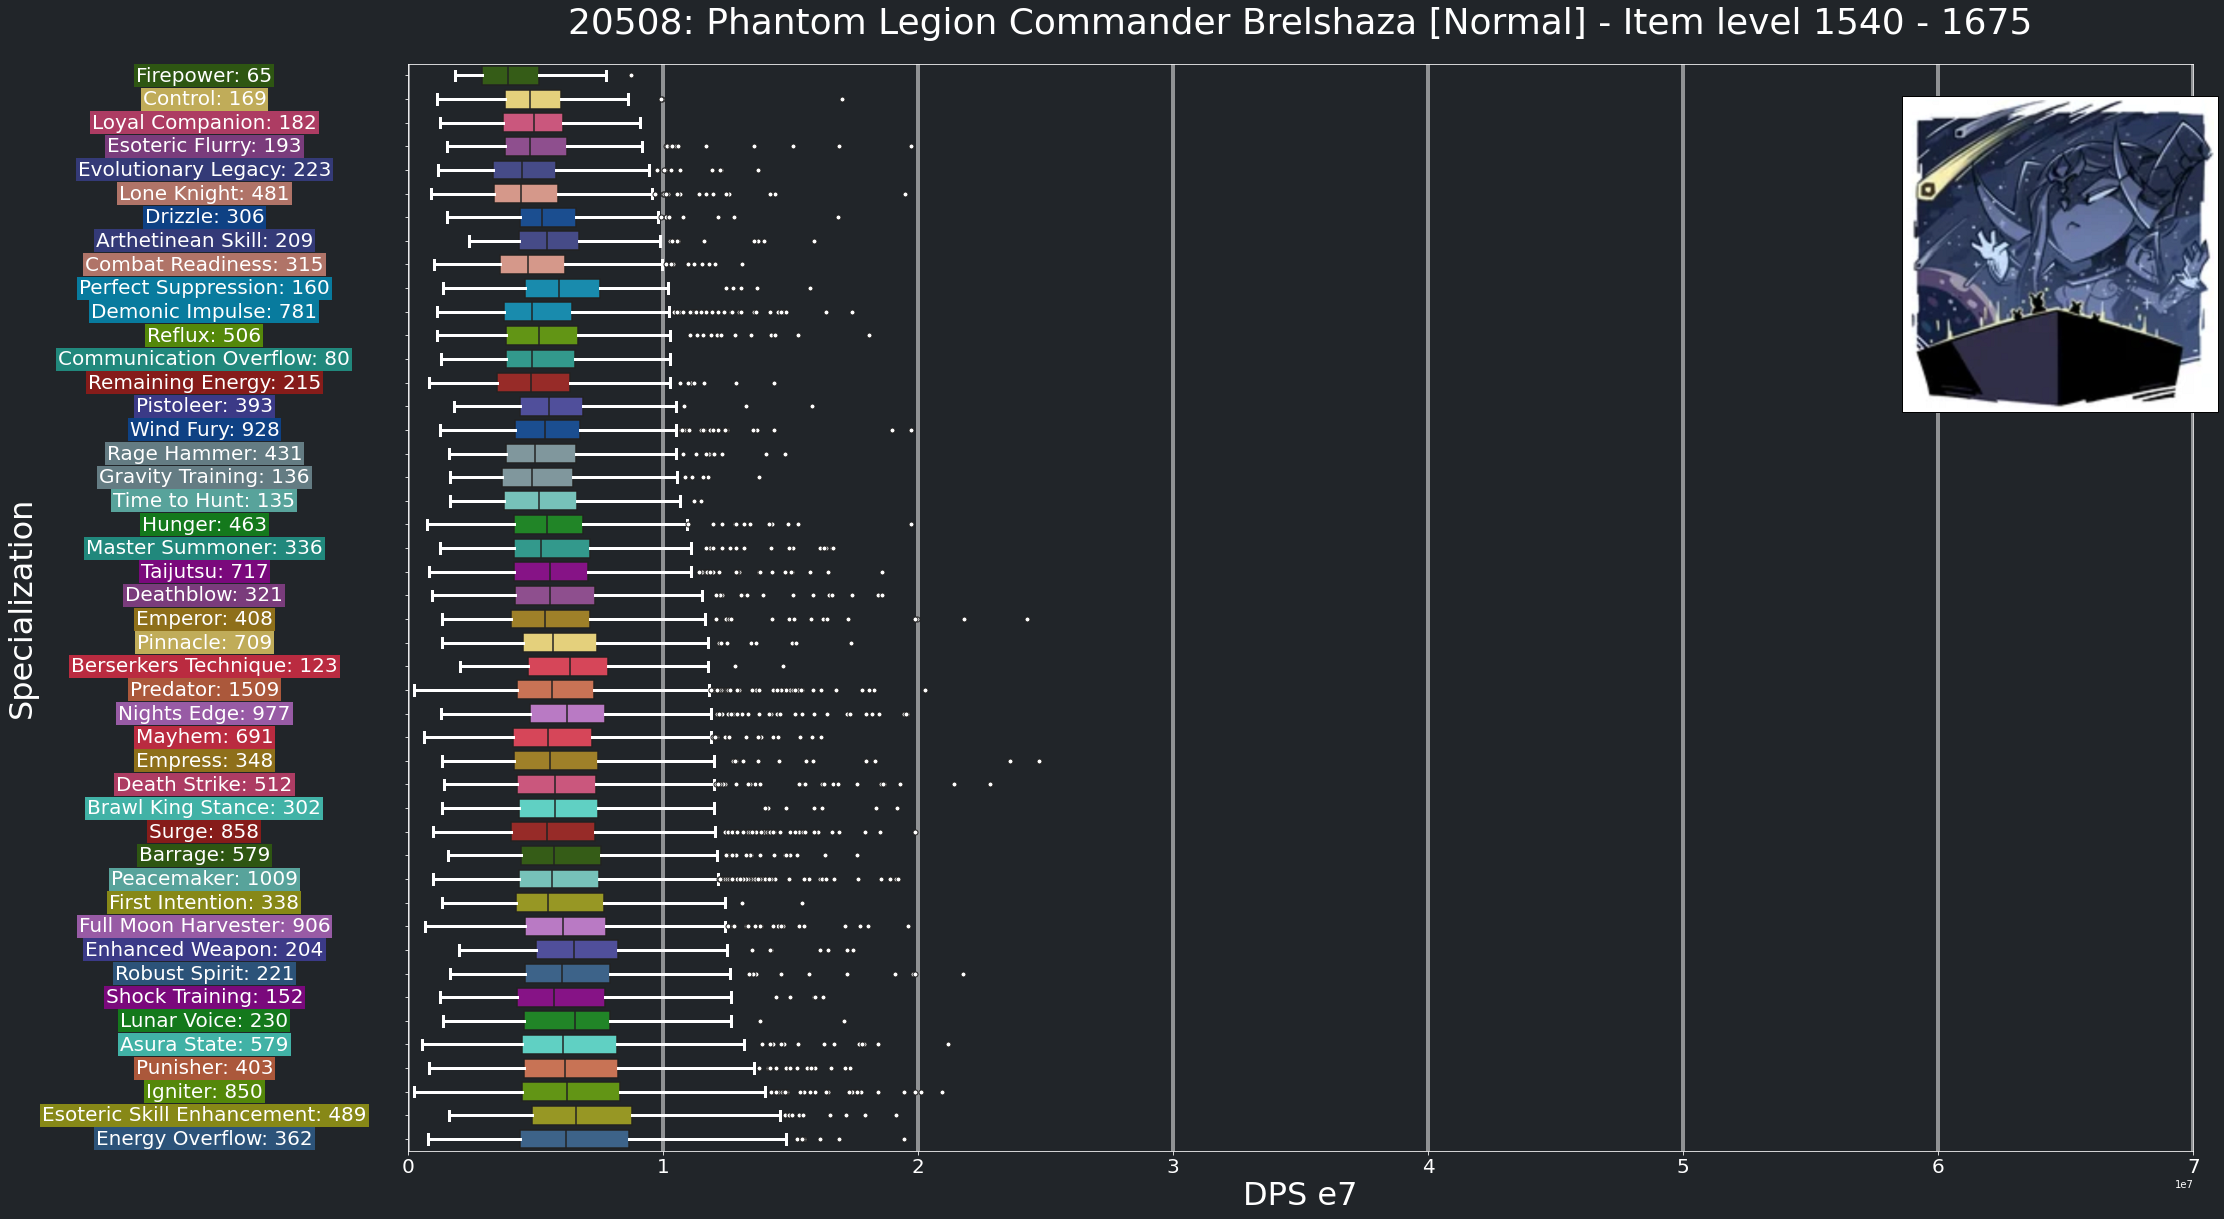 20508: Phantom Legion Commander Brelshaza [Normal] - Item level 1540 - 1675
Firepower: 65
Control: 169
Loyal Companion: 182
Esoteric Flurry: 193
Evolutionary Legacy: 223
Lone Knight: 481
Drizzle: 306
Arthetinean Skill: 209
Combat Readiness: 315
Perfect Suppression: 160
Demonic Impulse: 781
Reflux: 506
Communication Overflow: 80
Remaining Energy: 215
Pistoleer: 393
Wind Fury: 928
Rage Hammer: 431
Gravity Training: 136
Time to Hunt: 135
Hunger: 463
Master Summoner: 336
Taijutsu: 717
Deathblow: 321
Emperor: 408
Pinnacle: 709
Berserkers Technique: 123
Predator: 1509
Nights Edge: 977
Mayhem: 691
Empress: 348
Death Strike: 512
Brawl King Stance: 302
Surge: 858
Barrage: 579
Peacemaker: 1009
First Intention: 338
Full Moon Harvester: 906
Enhanced Weapon: 204
Robust Spirit: 221
Shock Training: 152
Lunar Voice: 230
Asura State: 579
Punisher: 403
Igniter: 850
Esoteric Skill Enhancement: 489
Energy Overflow: 362
Specialization
0 1 2 3 4 5 6 7
DPS e7
1e7